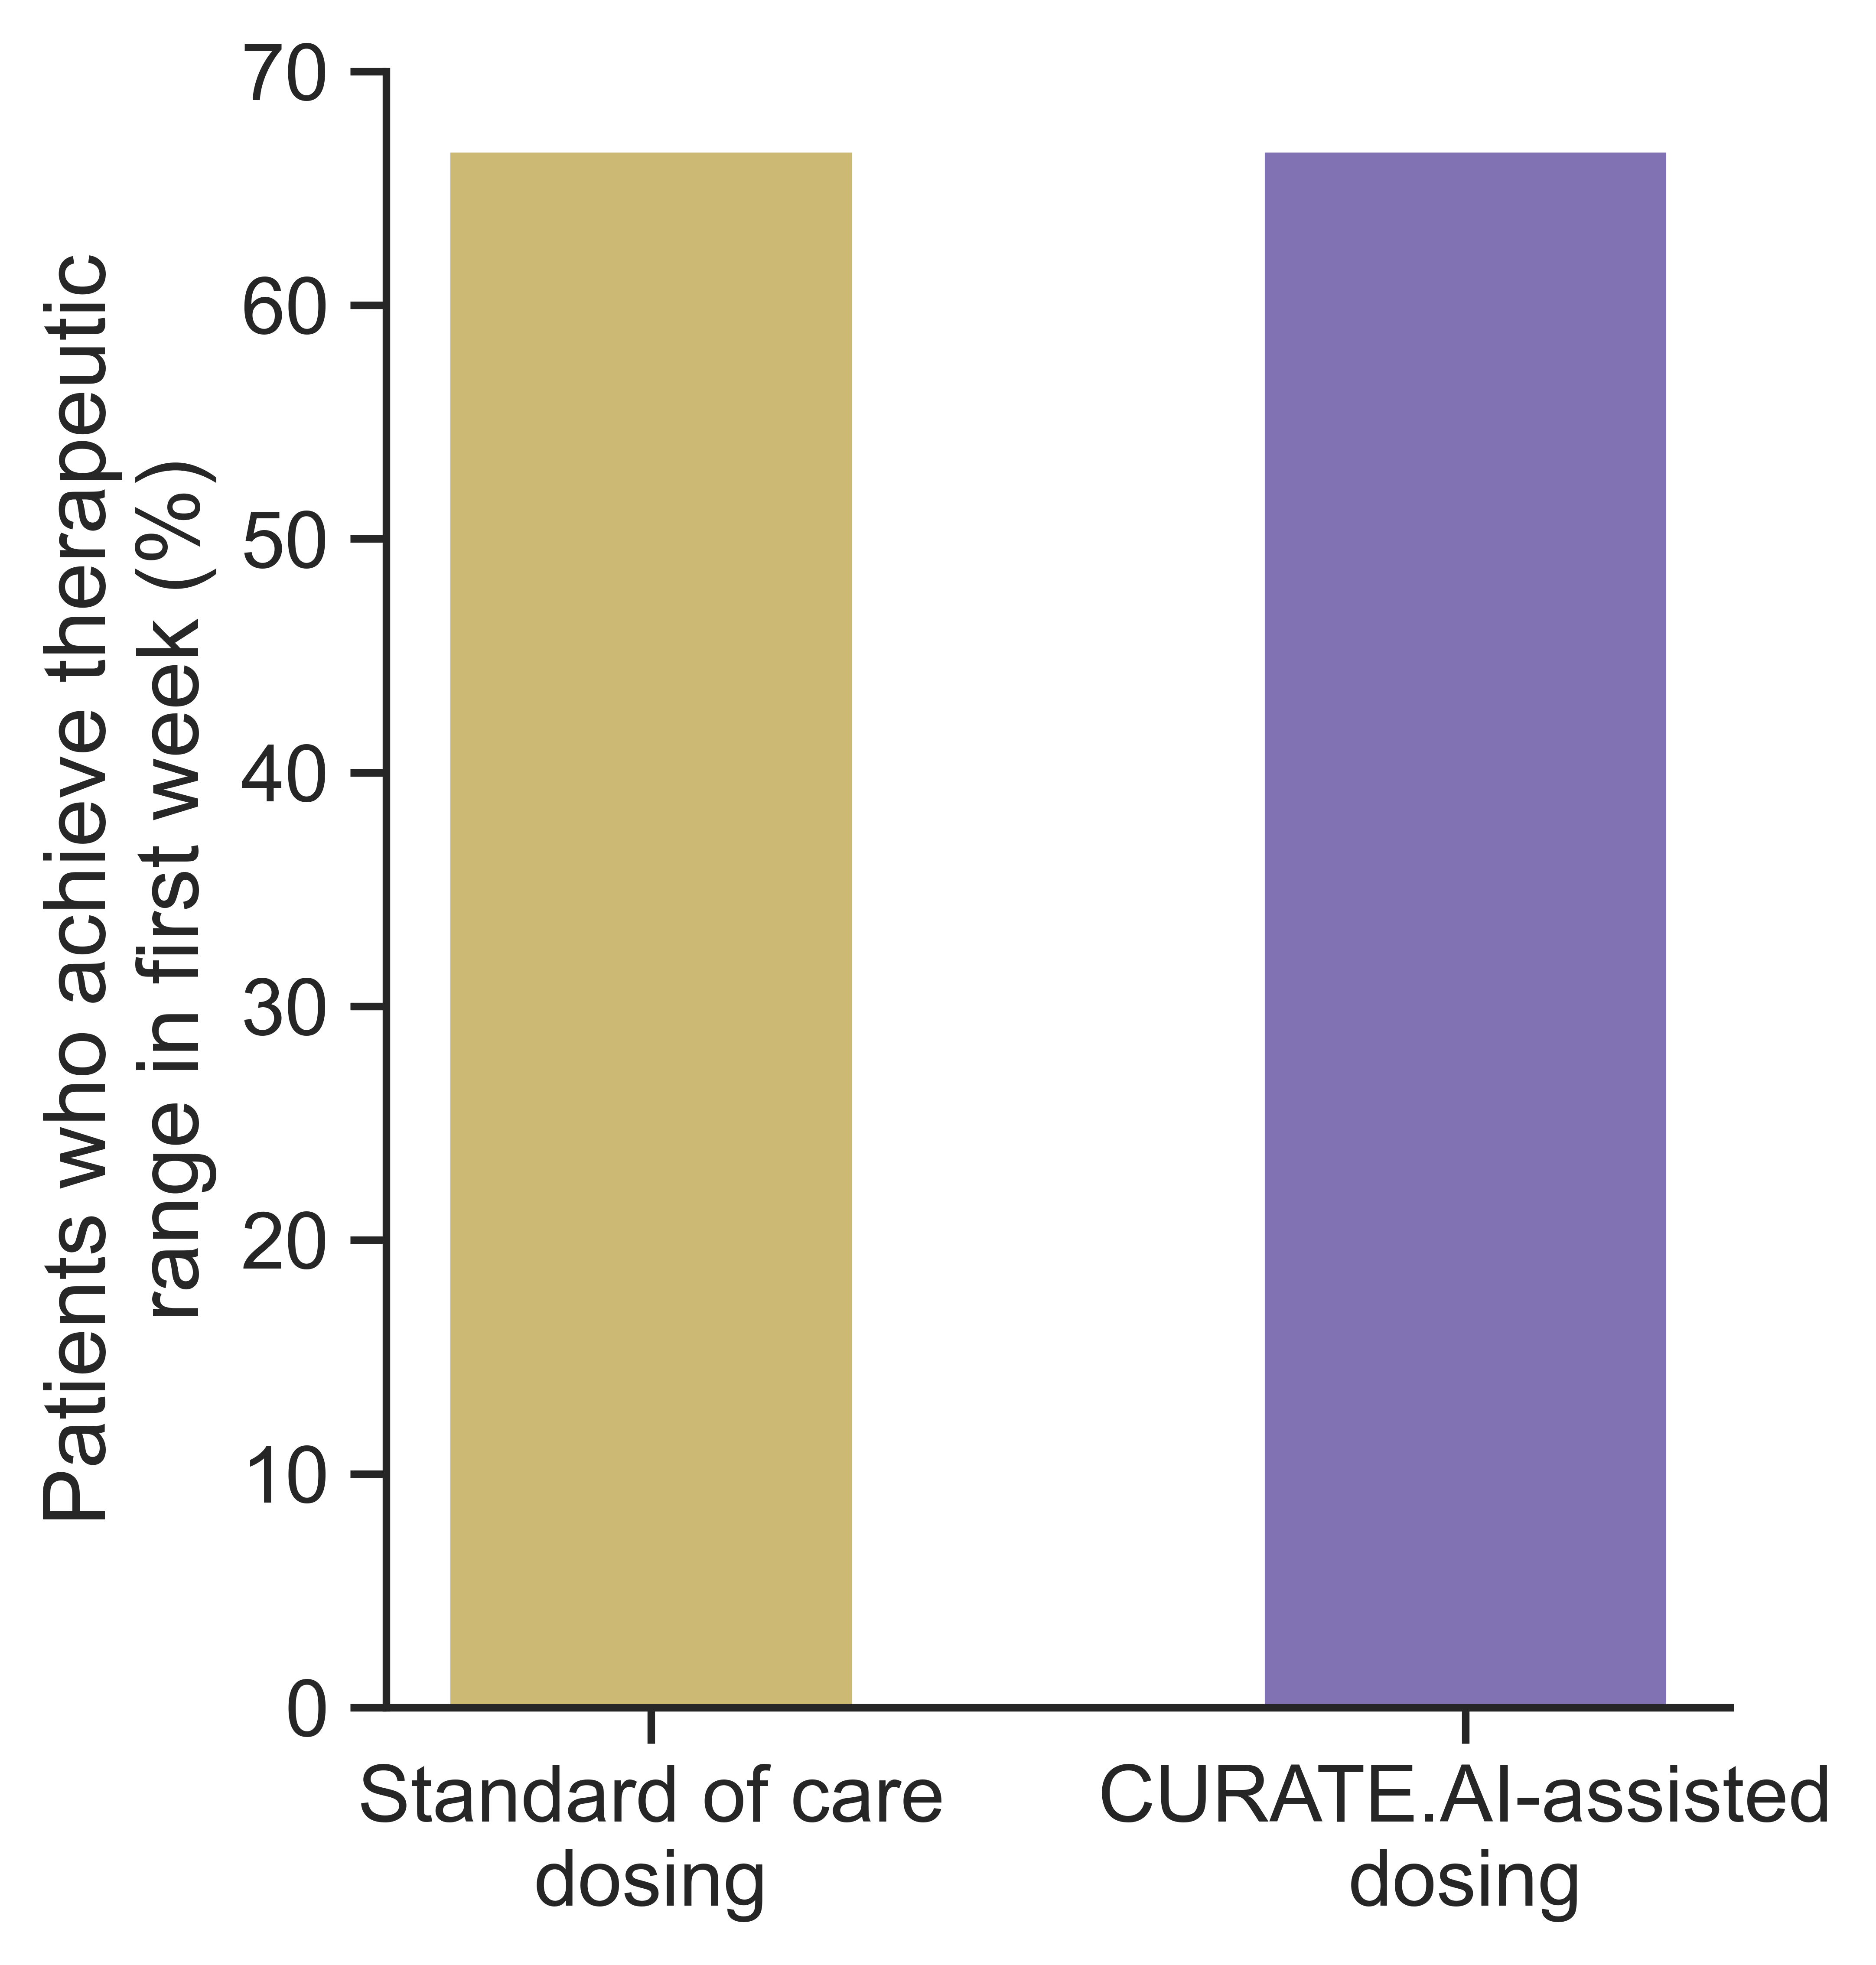 Patients who achieve therapeutic
range in first week (%)
70
60
50
40
30
20
10
0
Standard of care
dosing
CURATE.AI-assisted
dosing